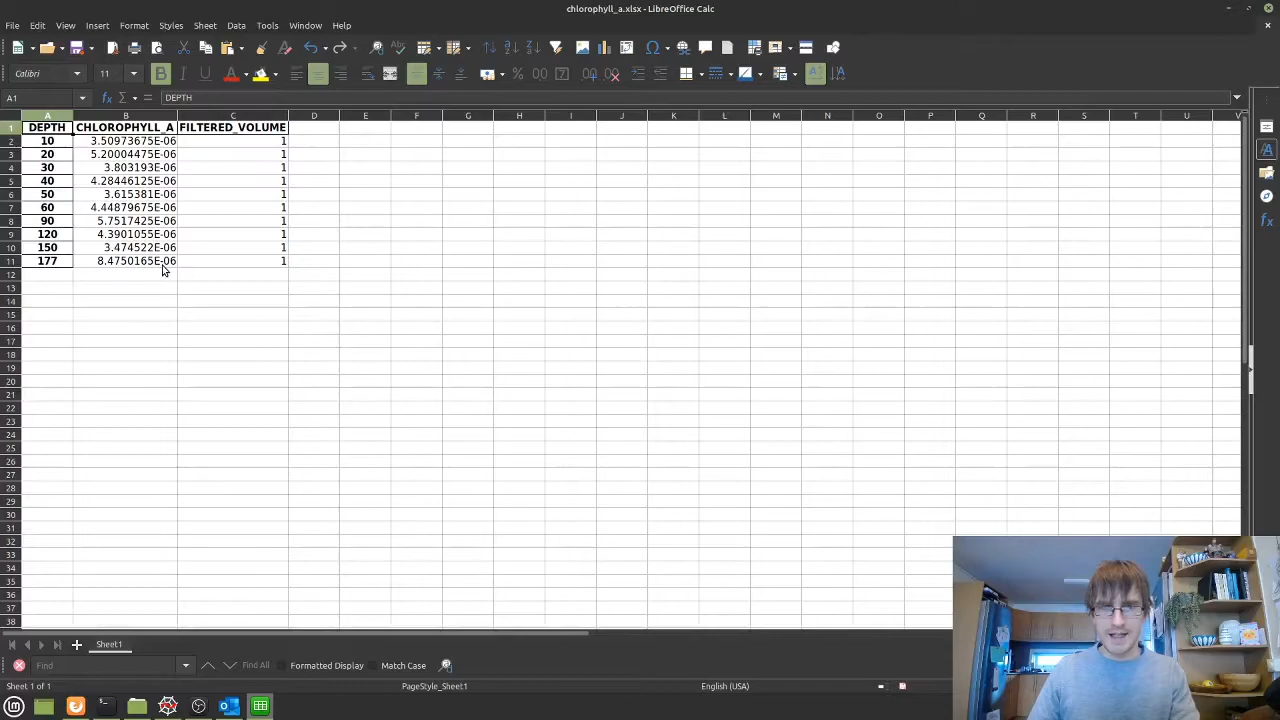 chlorophyll_a.xlsx - LibreOffice Calc
File Edit View Insert Format Styles Sheet Data Tools Window Help
Calibri 11
A1 DEPTH
A B C D E F G H I J K L M N O P Q R S T U V
1 DEPTH CHLOROPHYLL_A FILTERED_VOLUME
2 10 3.50973675E-06 1
3 20 5.20004475E-06 1
4 30 3.803193E-06 1
5 40 4.28446125E-06 1
6 50 3.615381E-06 1
7 60 4.44879675E-06 1
8 90 5.7517425E-06 1
9 120 4.3901055E-06 1
10 150 3.474522E-06 1
11 177 8.4750165E-06 1
12
13
14
15
16
17
18
19
20
21
22
23
24
25
26
27
28
29
30
31
32
33
34
35
36
37
38
Sheet1
Find Find All Formatted Display Match Case
Sheet 1 of 1 PageStyle_Sheet1 English (USA)